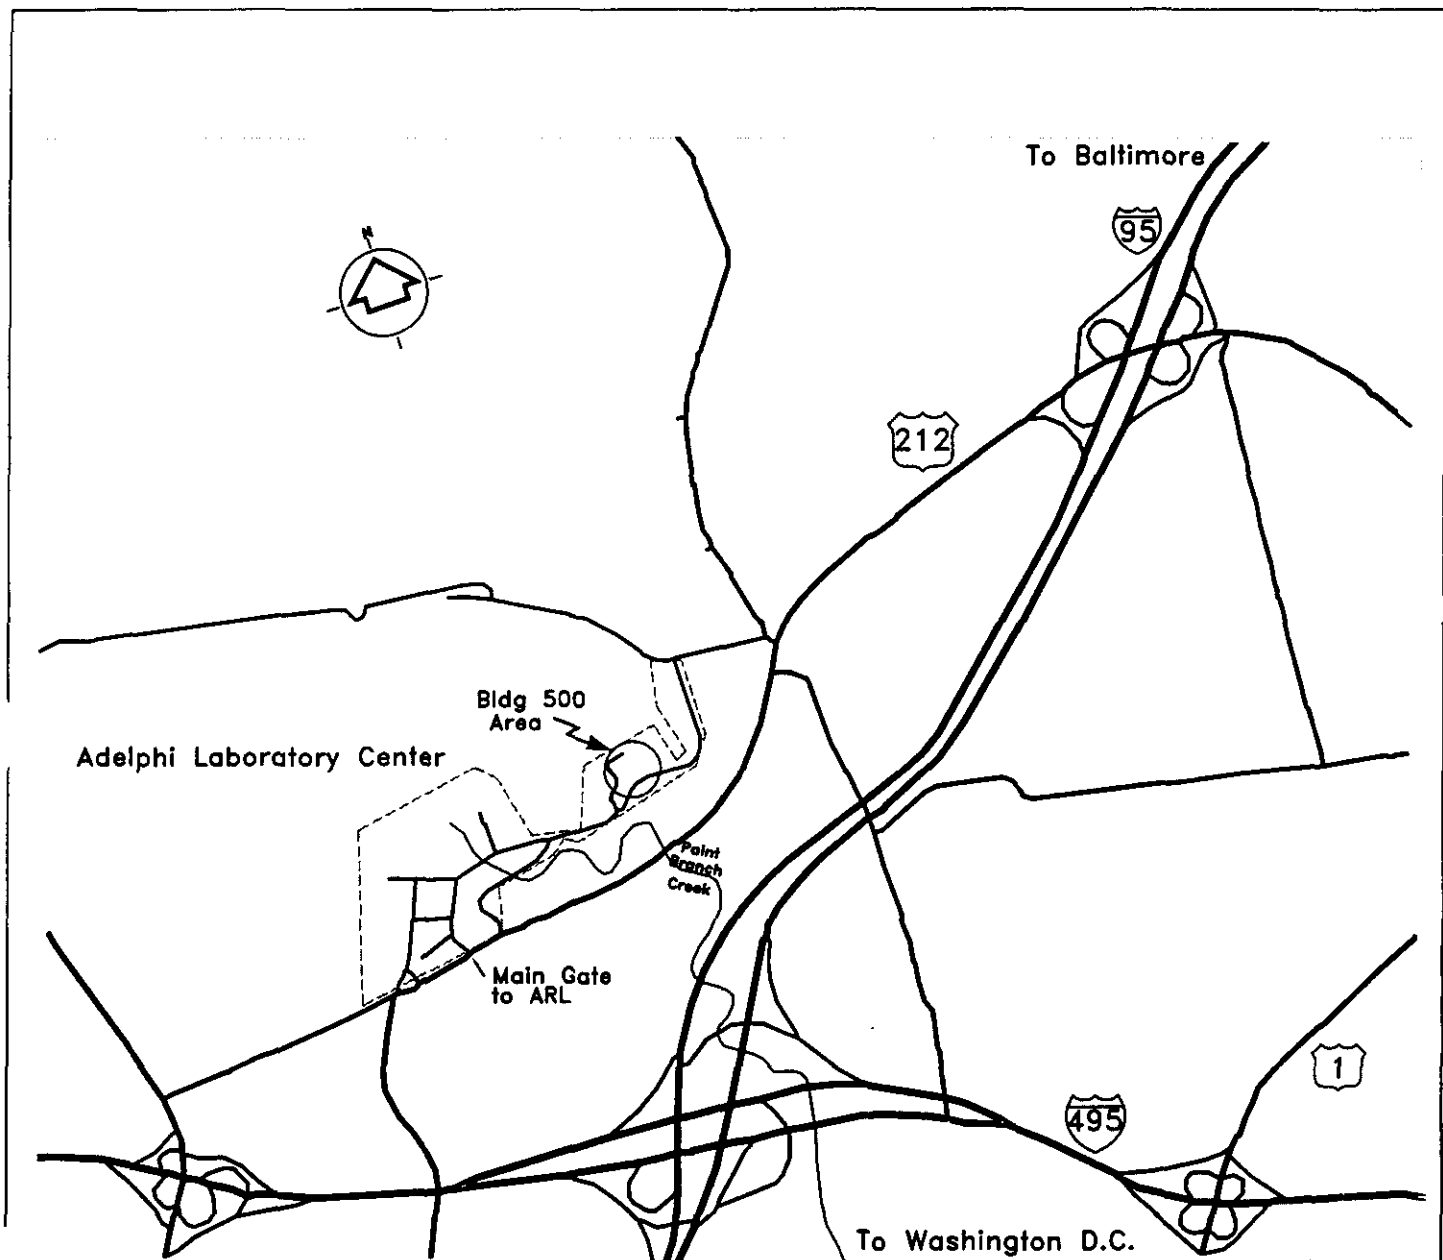 To Baltimore
95
N
212
Bldg 500
Area
Adelphi Laboratory Center
Paint
Branch
Creek
Main Gate
to ARL
1
495
To Washington D.C.